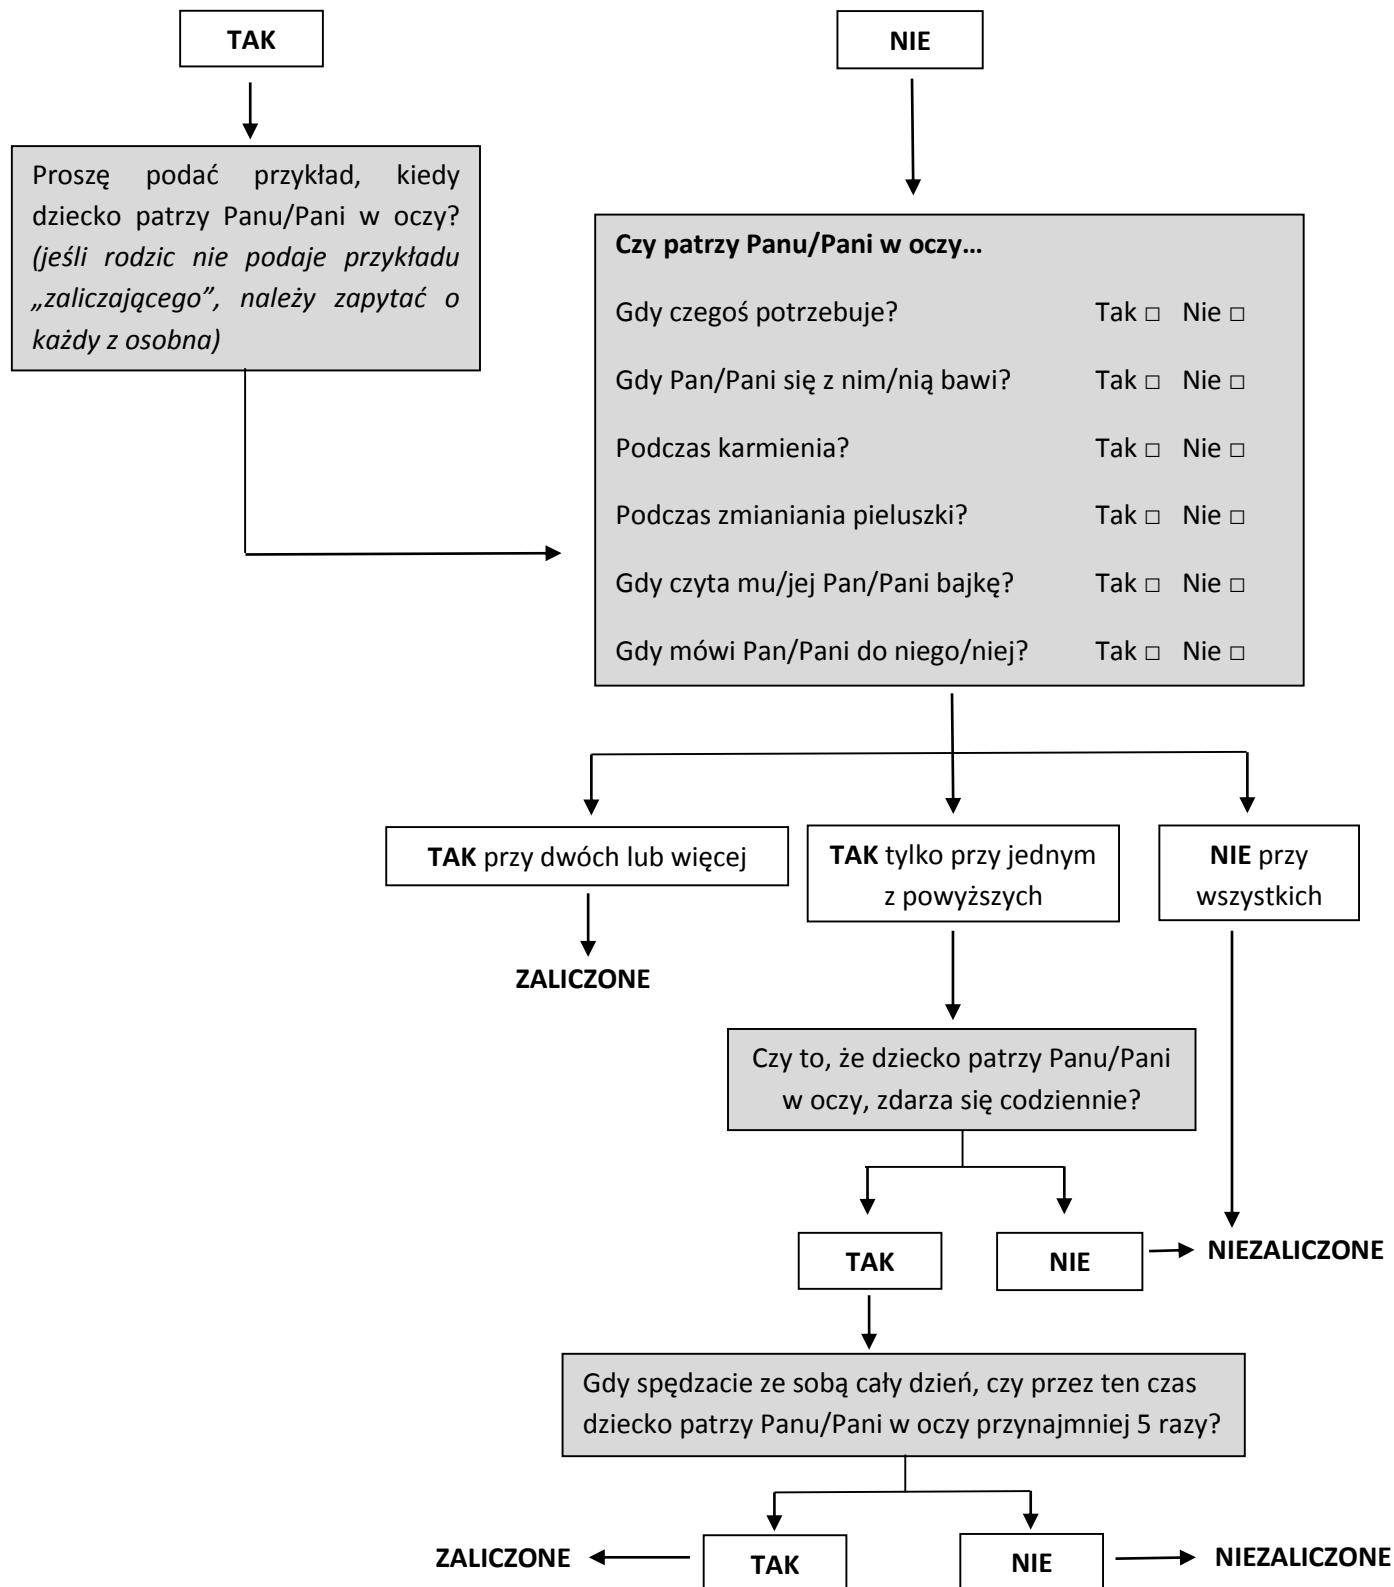 TAK
NIE
Proszę podać przykład, kiedy
dziecko patrzy Panu/Pani w oczy?
(jeśli rodzic nie podaje przykładu
„zaliczającego”, należy zapytać o
każdy z osobna)
Czy patrzy Panu/Pani w oczy...
Gdy czegoś potrzebuje? Tak □ Nie □
Gdy Pan/Pani się z nim/nią bawi? Tak □ Nie □
Podczas karmienia? Tak □ Nie □
Podczas zmianiania pieluszki? Tak □ Nie □
Gdy czyta mu/jej Pan/Pani bajkę? Tak □ Nie □
Gdy mówi Pan/Pani do niego/niej? Tak □ Nie □
TAK przy dwóch lub więcej
TAK tylko przy jednym
z powyższych
NIE przy
wszystkich
ZALICZONE
Czy to, że dziecko patrzy Panu/Pani
w oczy, zdarza się codziennie?
TAK
NIE
NIEZALICZONE
Gdy spędzacie ze sobą cały dzień, czy przez ten czas
dziecko patrzy Panu/Pani w oczy przynajmniej 5 razy?
ZALICZONE
TAK
NIE
NIEZALICZONE